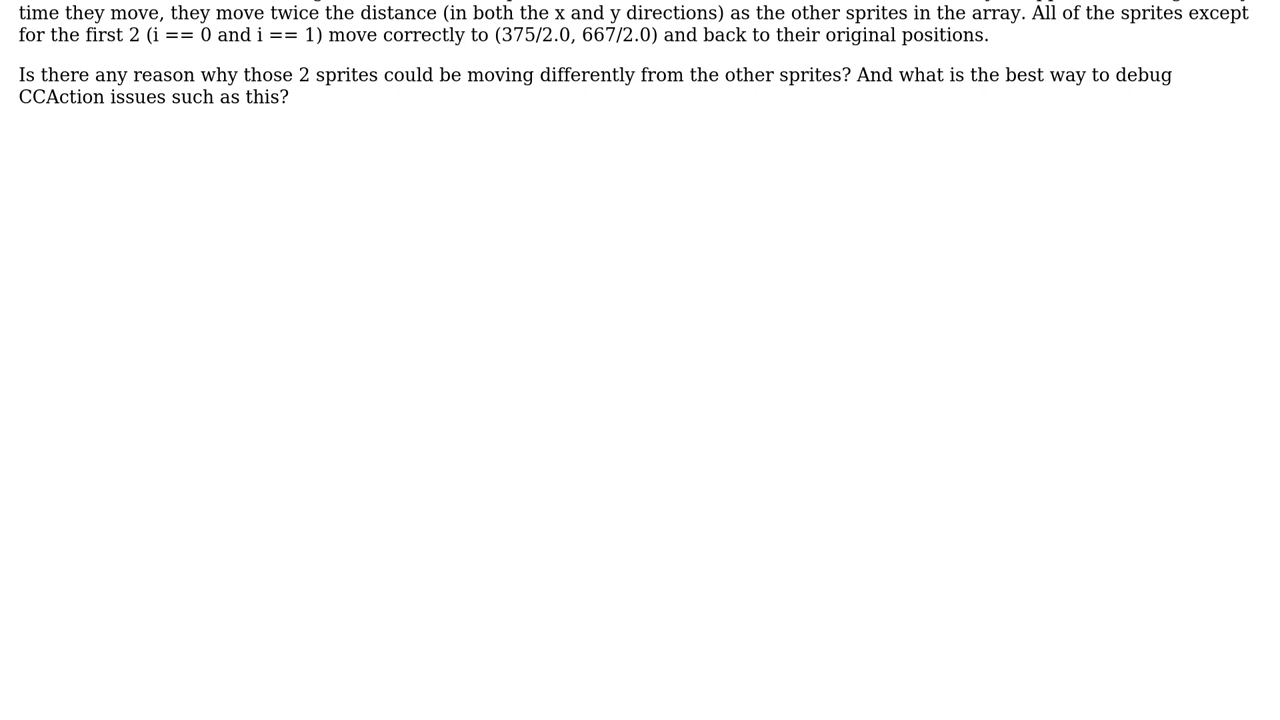 time they move, they move twice the distance (in both the x and y directions) as the other sprites in the array. All of the sprites except
for the first 2 (i == 0 and i == 1) move correctly to (375/2.0, 667/2.0) and back to their original positions.
Is there any reason why those 2 sprites could be moving differently from the other sprites? And what is the best way to debug
CCAction issues such as this?